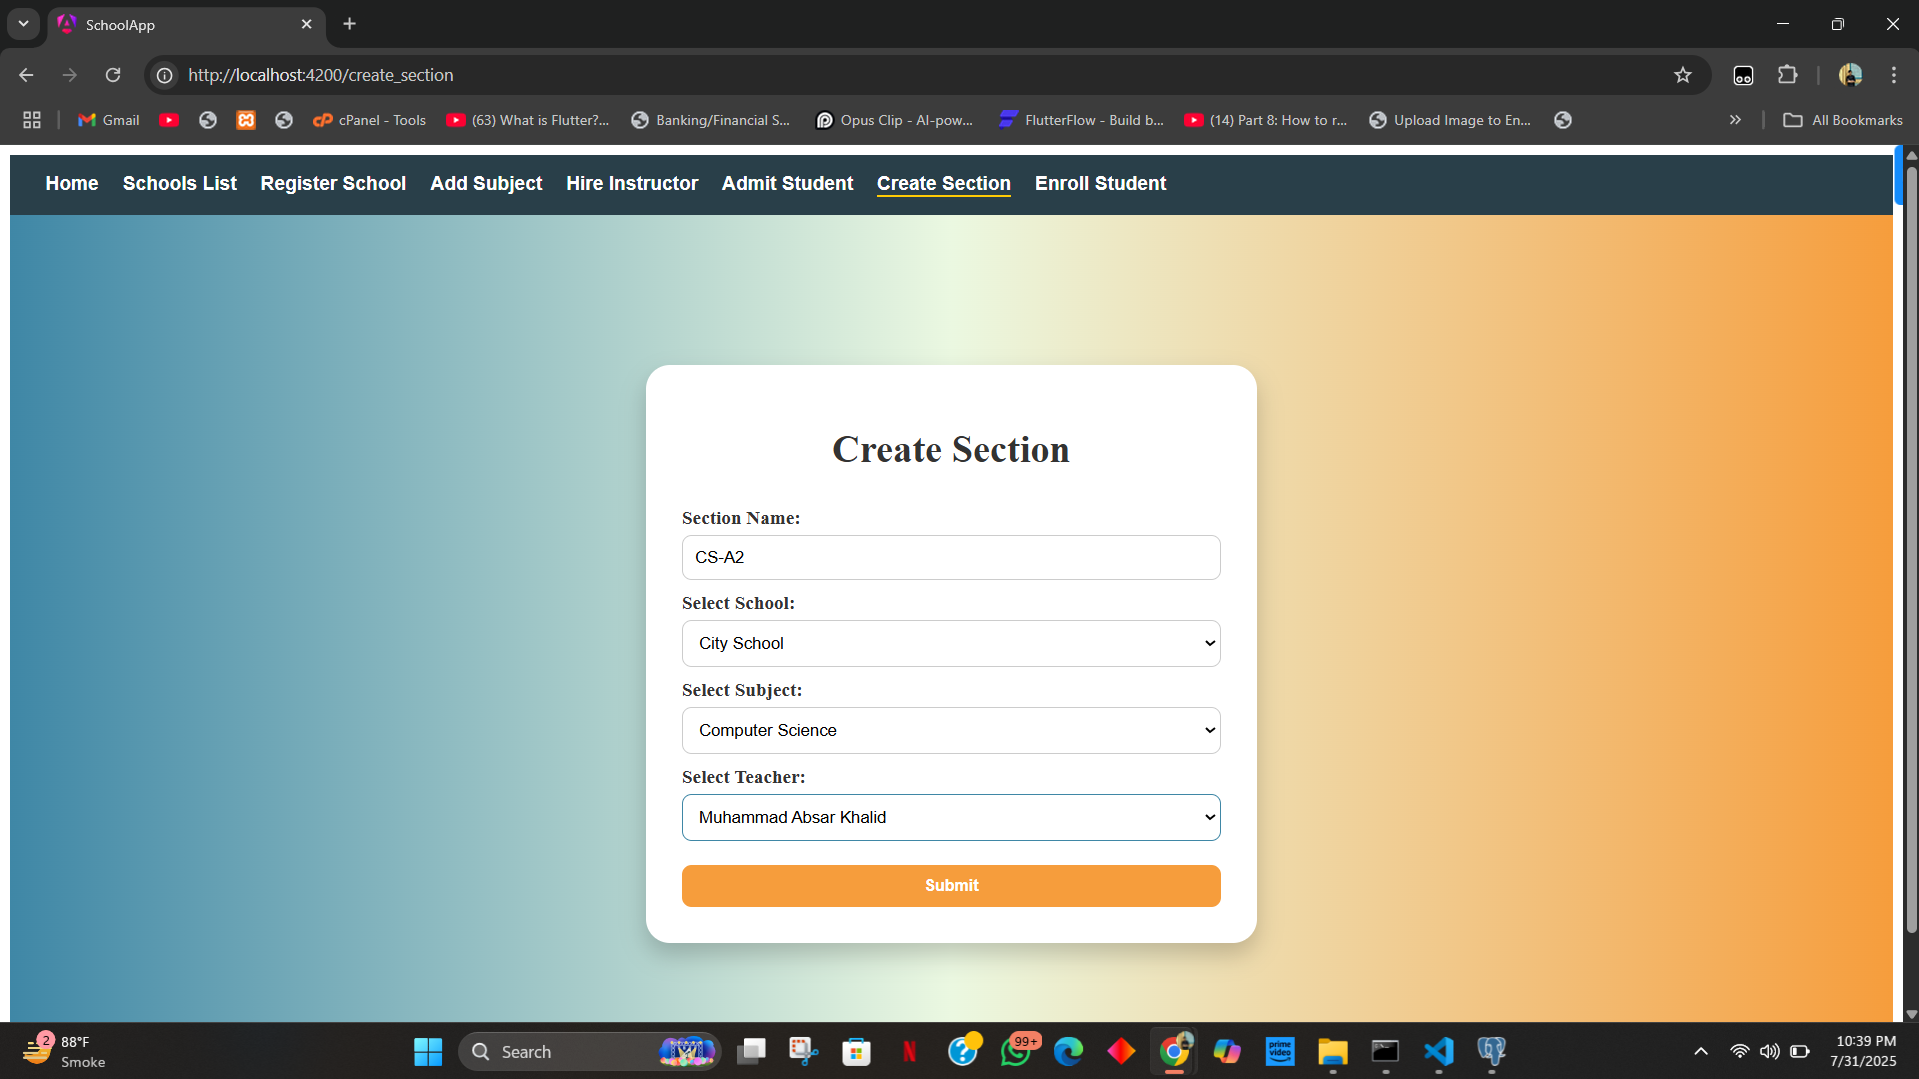 SchoolApp
http://localhost:4200/create_section
Gmail
cPanel - Tools
(63) What is Flutter?...
Banking/Financial S...
Opus Clip - AI-pow...
FlutterFlow - Build b...
(14) Part 8: How to r...
Upload Image to En...
All Bookmarks
Home
Schools List
Register School
Add Subject
Hire Instructor
Admit Student
Create Section
Enroll Student
Create Section
Section Name:
CS-A2
Select School:
City School
Select Subject:
Computer Science
Select Teacher:
Muhammad Absar Khalid
Submit
2
88°F
Smoke
Search
99+
prime video
10:39 PM
7/31/2025